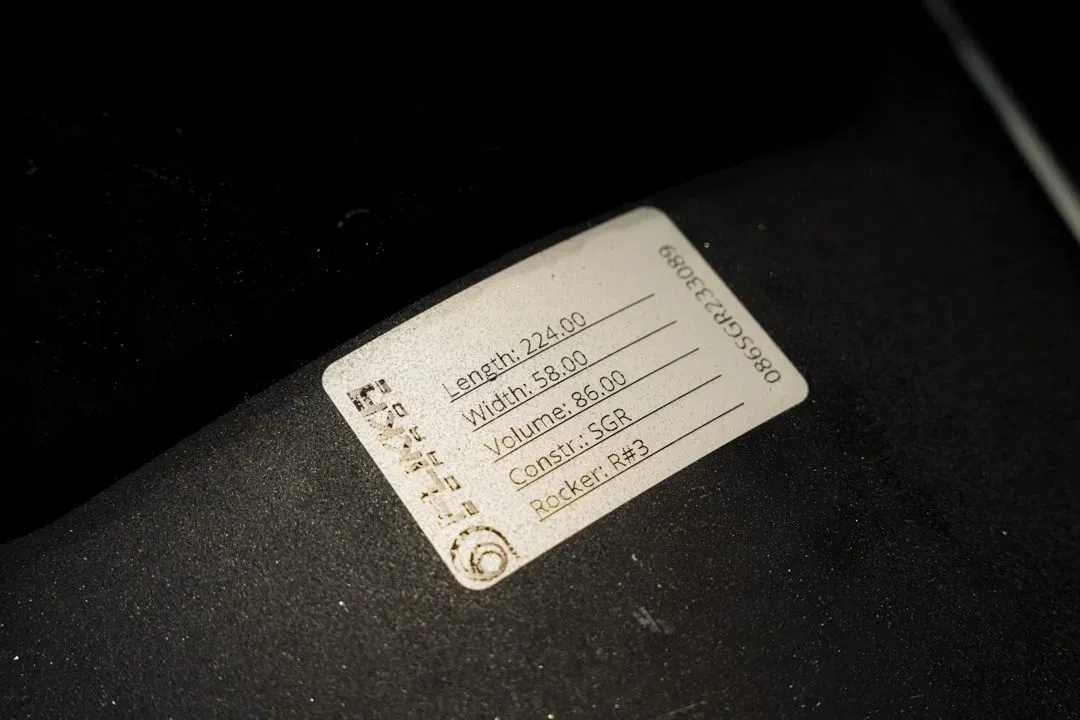 Length: 224.00
Width: 58.00
Volume: 86.00
Constr.: SGR
Rocker: R#3
086SGR233089